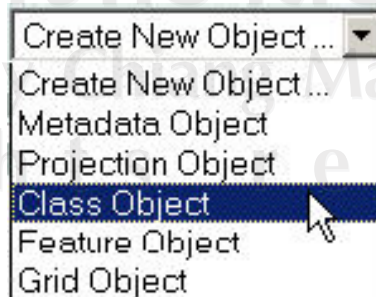 Create New Object...
Create New Object...
Metadata Object
Projection Object
Class Object
Feature Object
Grid Object